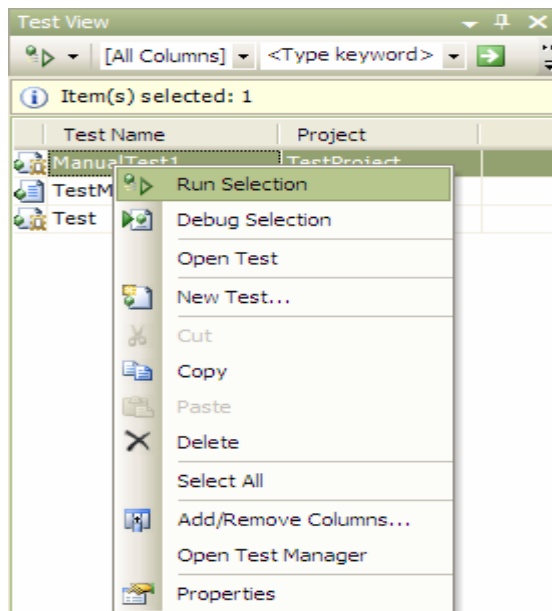 Test View
[All Columns] <Type keyword>
Item(s) selected: 1
Test Name Project
ManualTest1 TestProject
TestM
Test
Run Selection
Debug Selection
Open Test
New Test...
Cut
Copy
Paste
Delete
Select All
Add/Remove Columns...
Open Test Manager
Properties